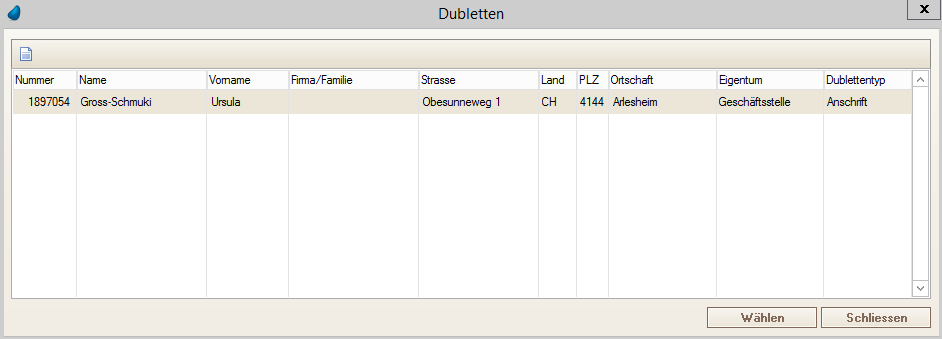 Dubletten
x
Nummer Name Vorname Firma/Familie Strasse Land PLZ Ortschaft Eigentum Dublettentyp
1897054 Gross-Schmuki Ursula Obesunneweg 1 CH 4144 Arlesheim Geschäftsstelle Anschrift
Wählen Schliessen